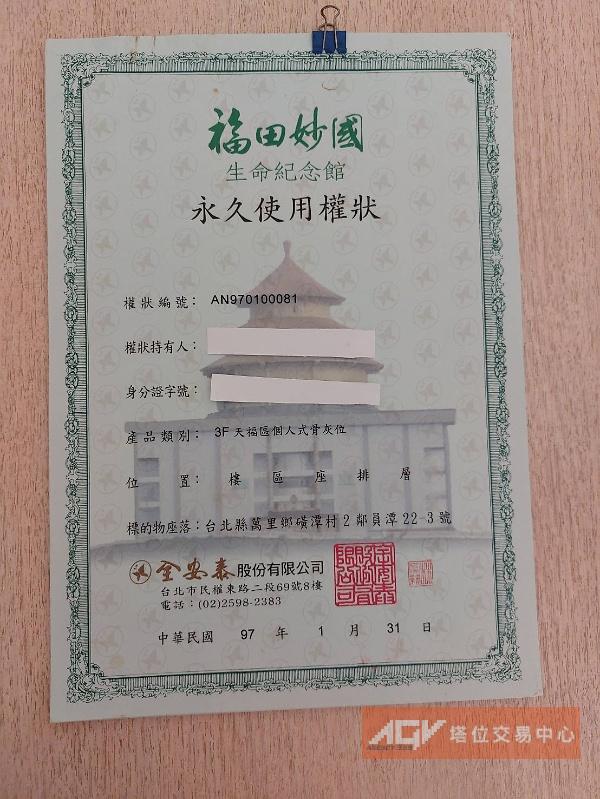 福田妙國
生命紀念館
永久使用權狀
權狀編號：AN970100081
權狀持有人：
身分證字號：
產品類別：3F 天福區個人式骨灰位
位置：樓區座排層
標的物座落：台北縣萬里鄉磺潭村2鄰員潭22-3號
全安泰股份有限公司
台北市民權東路二段69號8樓
電話：(02)2598-2383
中華民國 97 年 1 月 31 日
AGV 塔位交易中心